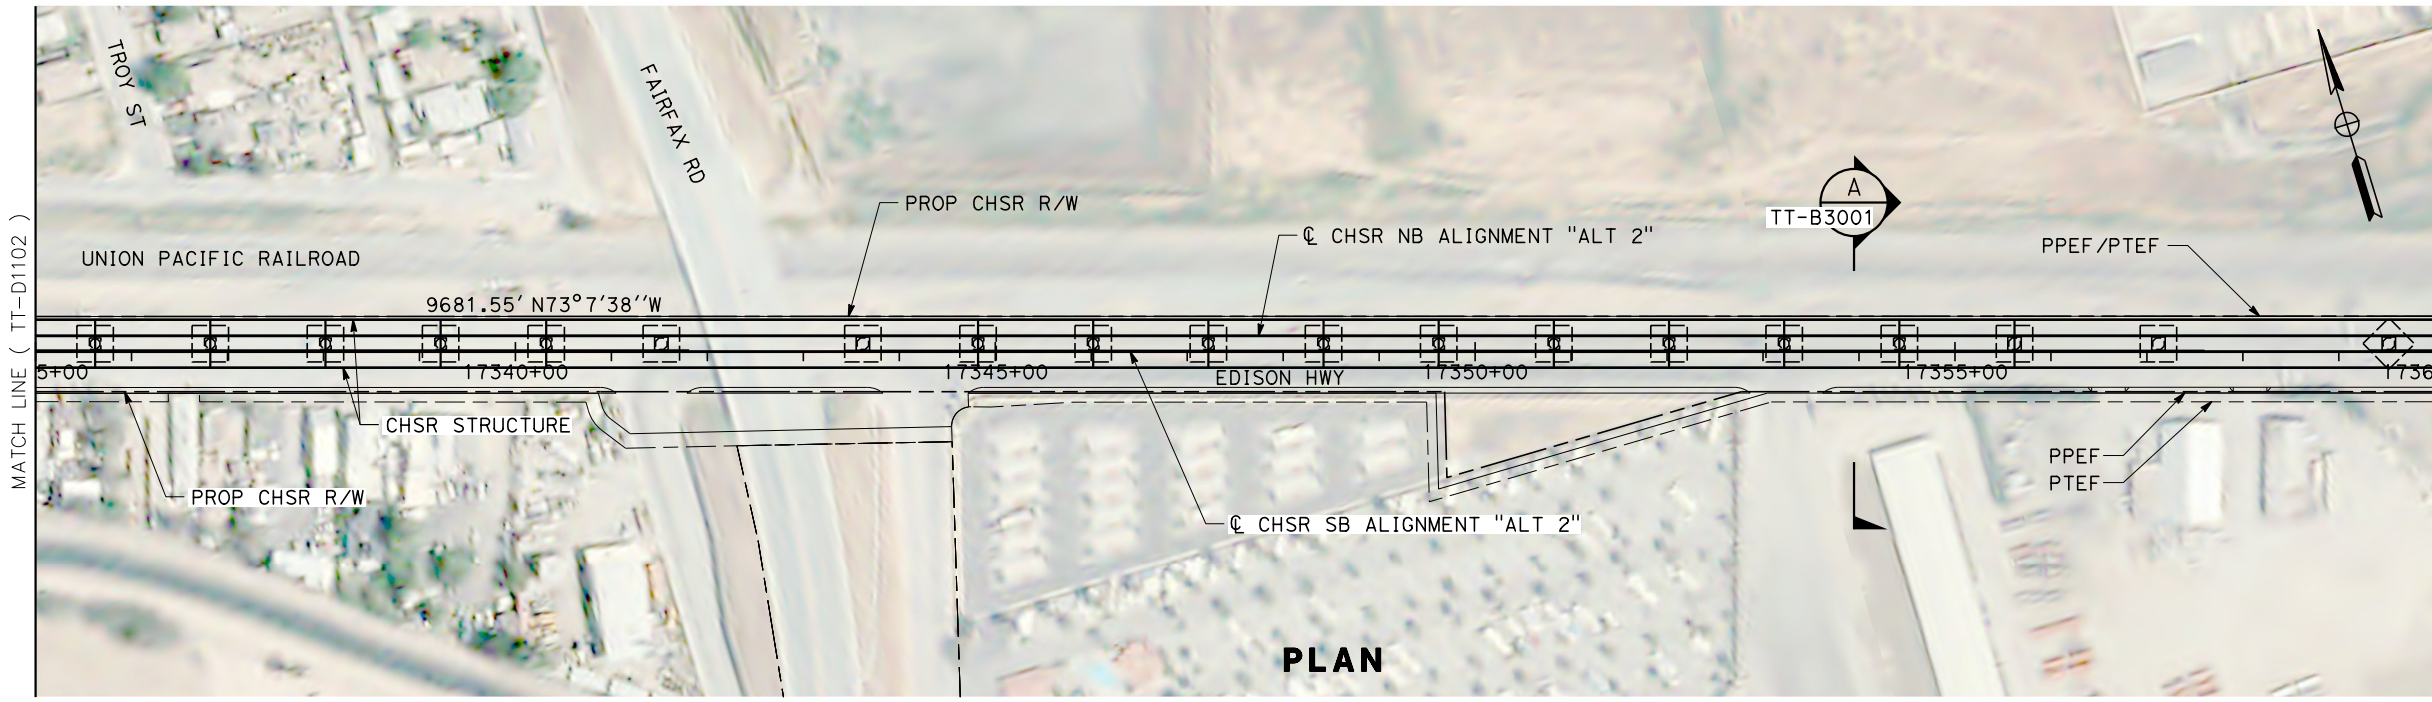 TROY ST
FAIRFAX RD
A
TT-B3001
PROP CHSR R/W
℄ CHSR NB ALIGNMENT "ALT 2"
PPEF/PTEF
UNION PACIFIC RAILROAD
MATCH LINE ( TT-D1102 )
9681.55' N73°7'38''W
5+00
17340+00
17345+00
17350+00
17355+00
1736
EDISON HWY
CHSR STRUCTURE
PROP CHSR R/W
℄ CHSR SB ALIGNMENT "ALT 2"
PPEF
PTEF
PLAN